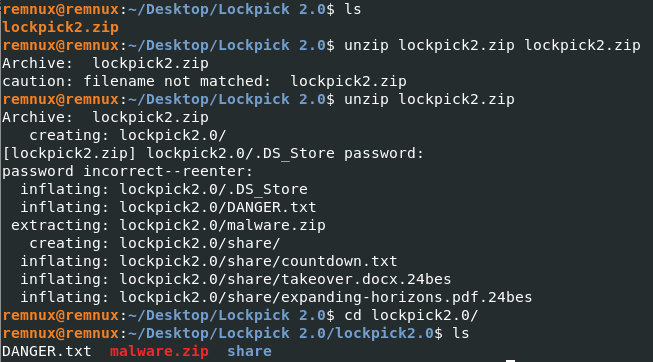 remnux@remnux:~/Desktop/Lockpick 2.0$ ls
lockpick2.zip
remnux@remnux:~/Desktop/Lockpick 2.0$ unzip lockpick2.zip lockpick2.zip
Archive:  lockpick2.zip
caution: filename not matched:  lockpick2.zip
remnux@remnux:~/Desktop/Lockpick 2.0$ unzip lockpick2.zip
Archive:  lockpick2.zip
   creating: lockpick2.0/
[lockpick2.zip] lockpick2.0/.DS_Store password:
password incorrect--reenter:
  inflating: lockpick2.0/.DS_Store
  inflating: lockpick2.0/DANGER.txt
 extracting: lockpick2.0/malware.zip
   creating: lockpick2.0/share/
  inflating: lockpick2.0/share/countdown.txt
  inflating: lockpick2.0/share/takeover.docx.24bes
  inflating: lockpick2.0/share/expanding-horizons.pdf.24bes
remnux@remnux:~/Desktop/Lockpick 2.0$ cd lockpick2.0/
remnux@remnux:~/Desktop/Lockpick 2.0/lockpick2.0$ ls
DANGER.txt  malware.zip  share